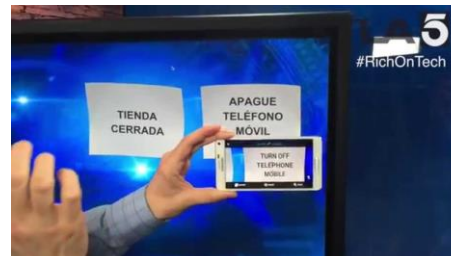 5
#RichOnTech
TIENDA
CERRADA
APAGUE
TELÉFONO
MÓVIL
TURN OFF
TELEPHONE
MOBILE